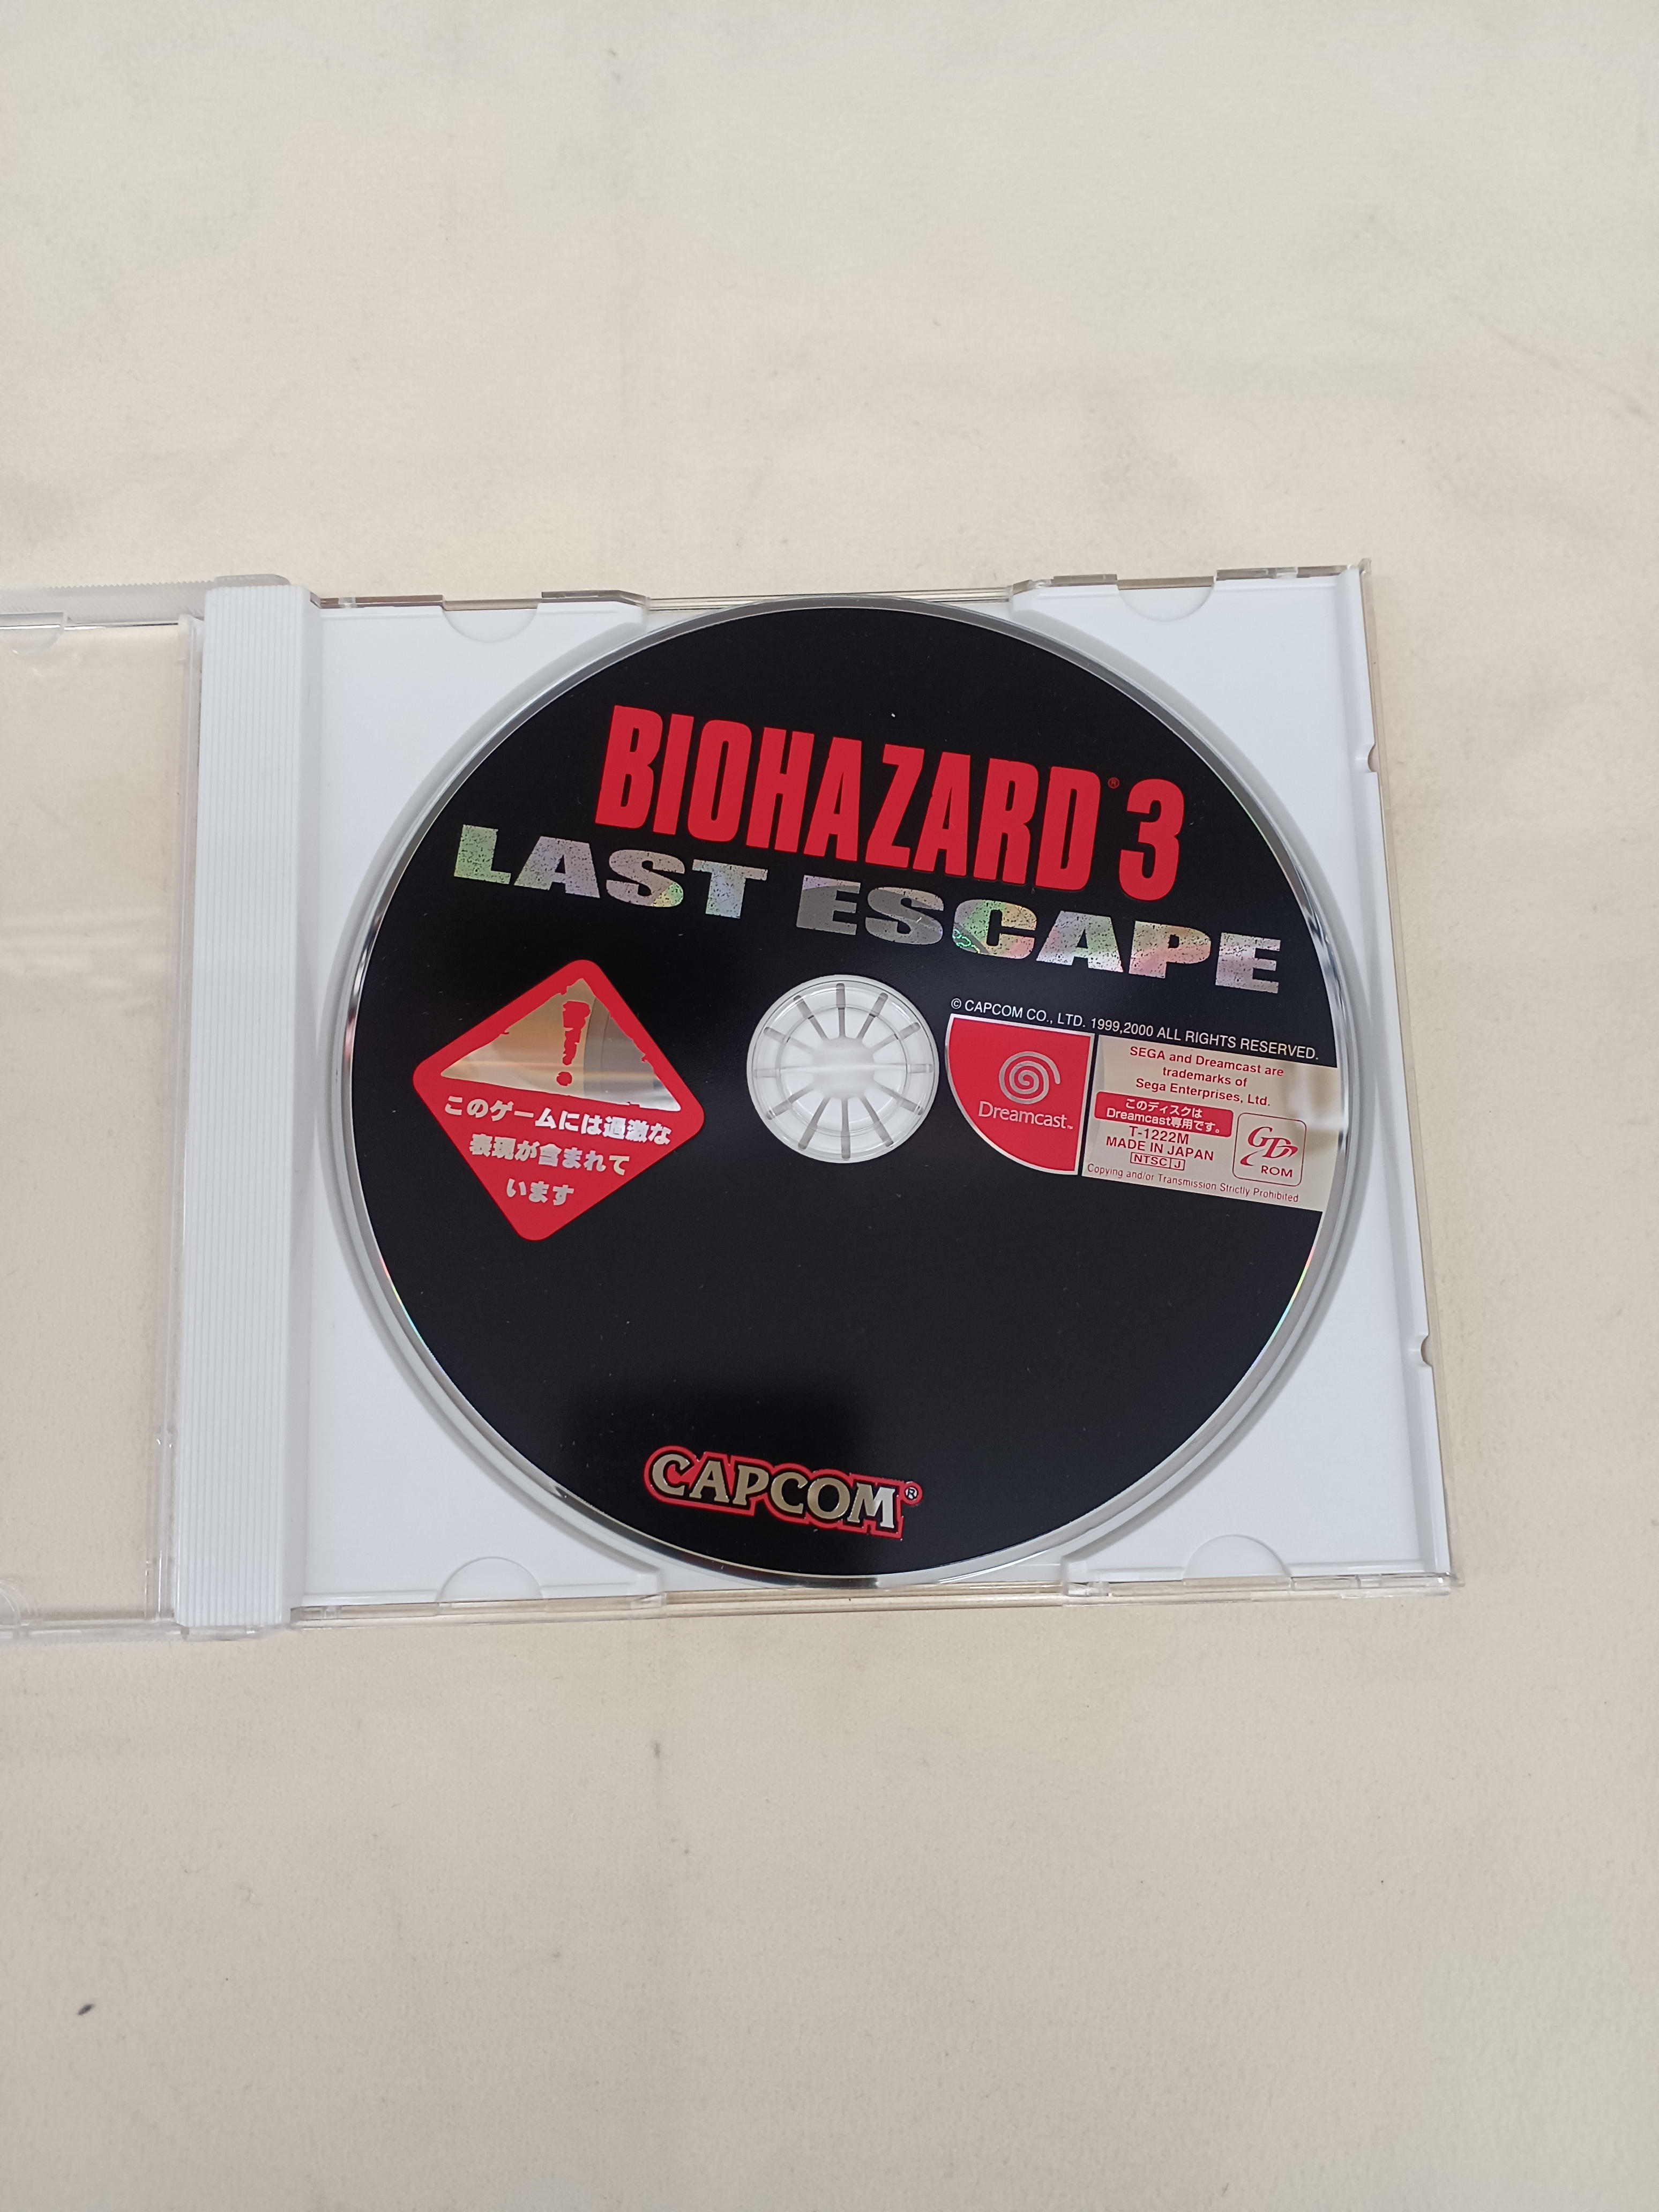 BIOHAZARD® 3
LAST ESCAPE
!
このゲームには過激な
表現が含まれて
います
© CAPCOM CO., LTD. 1999,2000 ALL RIGHTS RESERVED.
Dreamcast™
SEGA and Dreamcast are
trademarks of
Sega Enterprises, Ltd.
このディスクは
Dreamcast専用です。
T-1222M
MADE IN JAPAN
NTSC J
GD
ROM
Copying and/or Transmission Strictly Prohibited
CAPCOM®